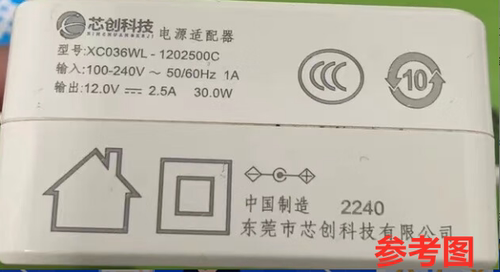 芯创科技 电源适配器
XINCHUANGKEJI
型号: XC036WL - 1202500C
输入: 100-240V ~ 50/60Hz 1A
输出: 12.0V ⎓ 2.5A 30.0W
CCC
10
中国制造 2240
东莞市芯创科技有限公司
参考图